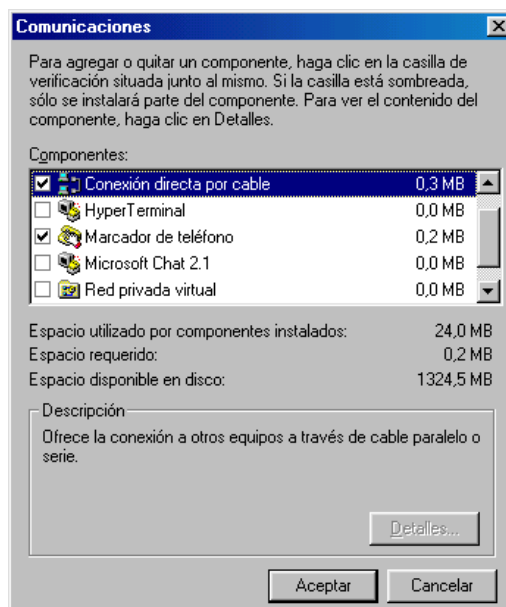 Comunicaciones
Para agregar o quitar un componente, haga clic en la casilla de
verificación situada junto al mismo. Si la casilla está sombreada,
sólo se instalará parte del componente. Para ver el contenido del
componente, haga clic en Detalles.
Componentes:
Conexión directa por cable 0,3 MB
HyperTerminal 0,0 MB
Marcador de teléfono 0,2 MB
Microsoft Chat 2.1 0,0 MB
Red privada virtual 0,0 MB
Espacio utilizado por componentes instalados: 24,0 MB
Espacio requerido: 0,2 MB
Espacio disponible en disco: 1324,5 MB
Descripción
Ofrece la conexión a otros equipos a través de cable paralelo o
serie.
Detalles...
Aceptar Cancelar